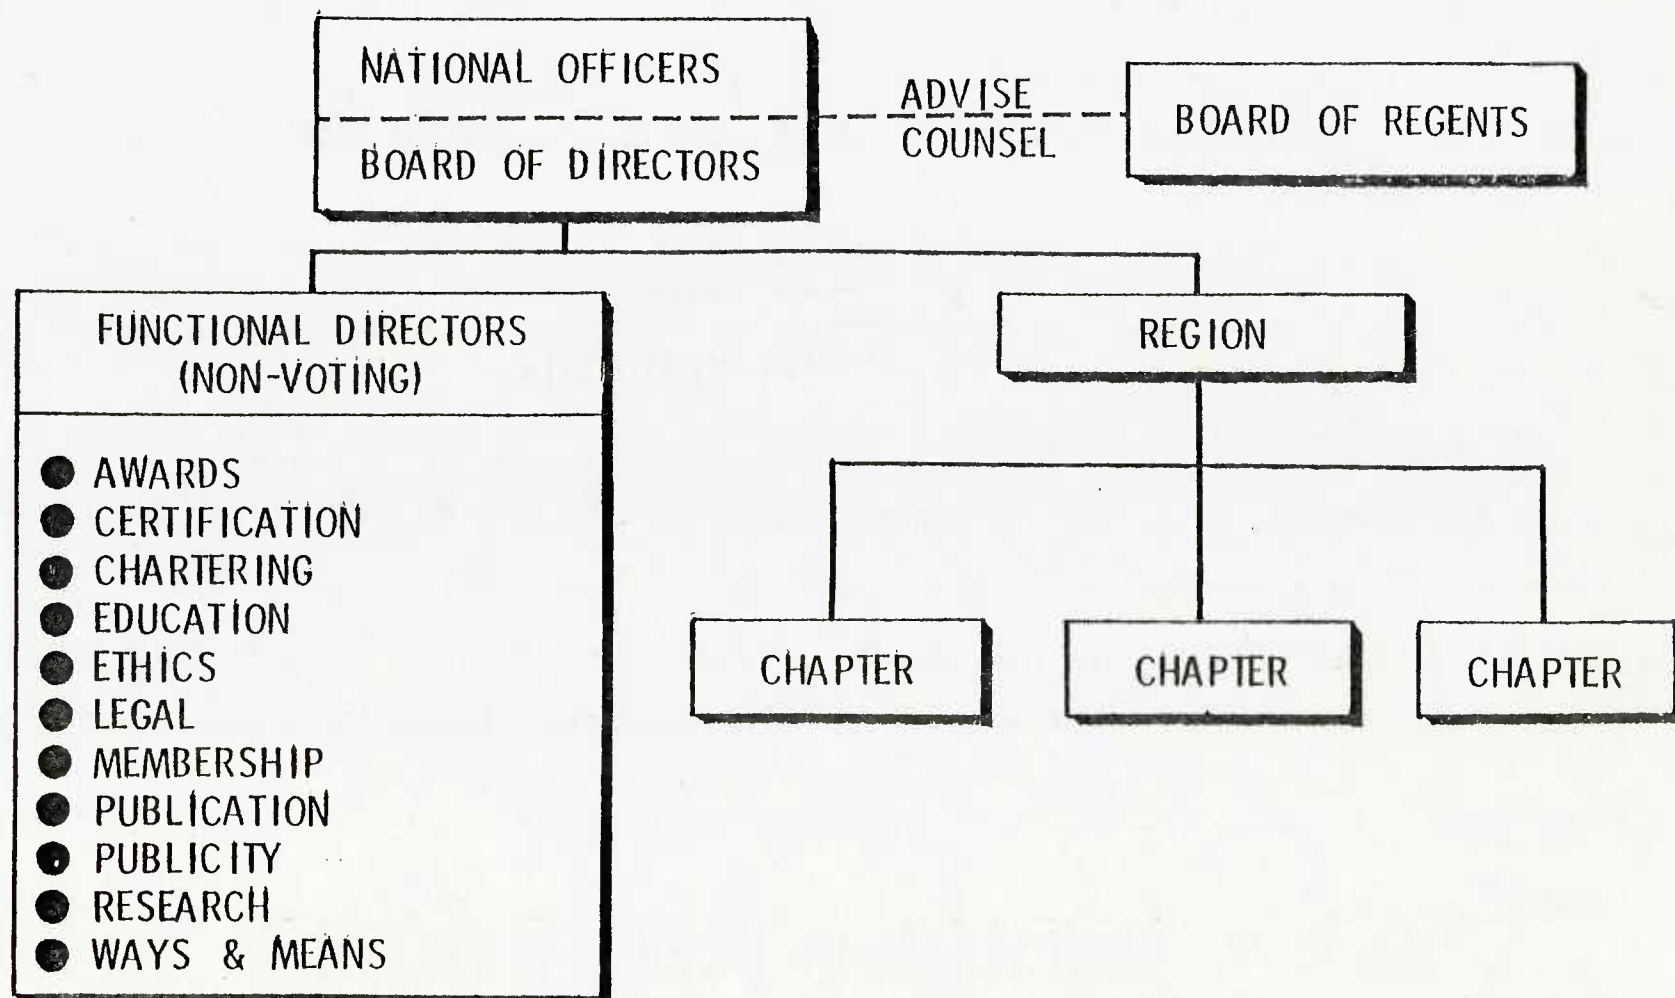 NATIONAL OFFICERS
BOARD OF DIRECTORS
ADVISE
COUNSEL
BOARD OF REGENTS
FUNCTIONAL DIRECTORS
(NON-VOTING)
● AWARDS
● CERTIFICATION
● CHARTERING
● EDUCATION
● ETHICS
● LEGAL
● MEMBERSHIP
● PUBLICATION
● PUBLICITY
● RESEARCH
● WAYS & MEANS
REGION
CHAPTER
CHAPTER
CHAPTER